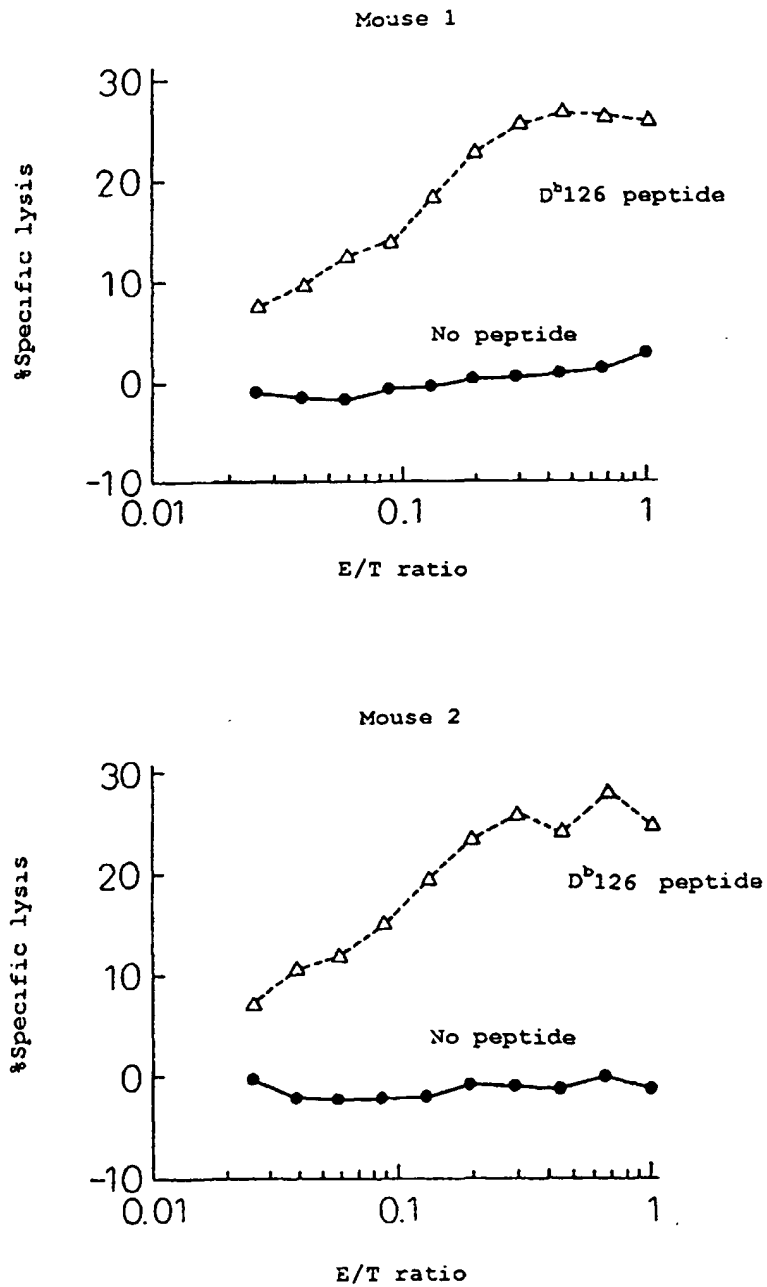 Mouse 1
%Specific lysis
30
20
10
0
-10
D^b126 peptide
No peptide
0.01
0.1
1
E/T ratio
Mouse 2
%Specific lysis
30
20
10
0
-10
D^b126 peptide
No peptide
0.01
0.1
1
E/T ratio